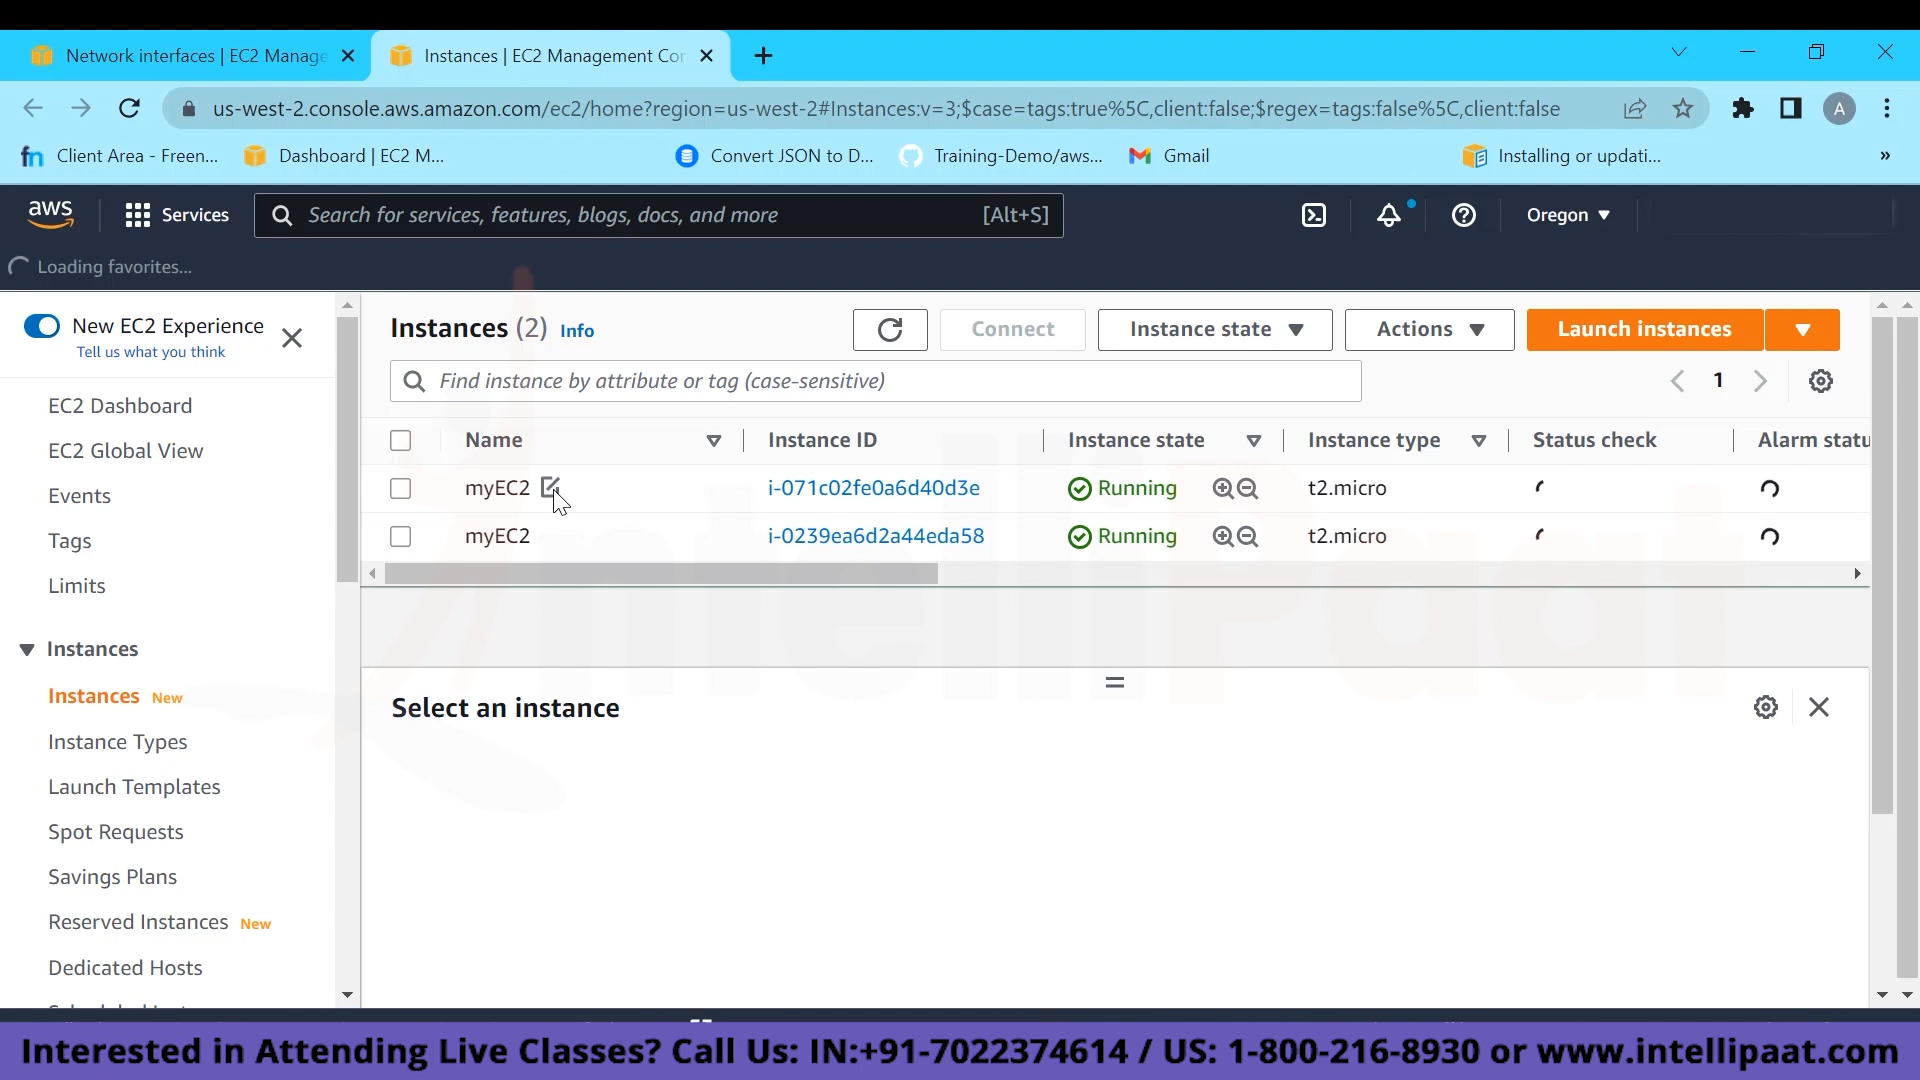 Network interfaces | EC2 Manage
Instances | EC2 Management Cor
us-west-2.console.aws.amazon.com/ec2/home?region=us-west-2#Instances:v=3;$case=tags:true%5C,client:false;$regex=tags:false%5C,client:false
A
fn Client Area - Freen...
Dashboard | EC2 M...
Convert JSON to D...
Training-Demo/aws...
Gmail
Installing or updati...
»
aws
Services
Search for services, features, blogs, docs, and more [Alt+S]
Oregon
Loading favorites...
New EC2 Experience
Tell us what you think
EC2 Dashboard
EC2 Global View
Events
Tags
Limits
Instances
Instances New
Instance Types
Launch Templates
Spot Requests
Savings Plans
Reserved Instances New
Dedicated Hosts
Instances (2) Info
Connect
Instance state
Actions
Launch instances
Find instance by attribute or tag (case-sensitive)
1
Name Instance ID Instance state Instance type Status check Alarm statu
myEC2 i-071c02fe0a6d40d3e Running t2.micro
myEC2 i-0239ea6d2a44eda58 Running t2.micro
Select an instance
intelliPaat
Interested in Attending Live Classes? Call Us: IN:+91-7022374614 / US: 1-800-216-8930 or www.intellipaat.com